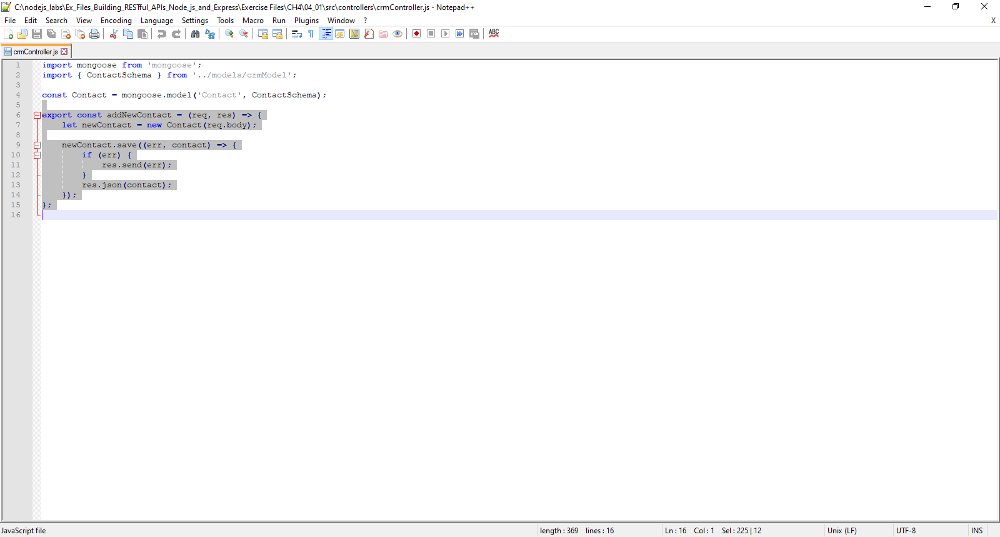 C:\nodejs_labs\Ex_Files_Building_RESTful_APIs_Node_js_and_Express\Exercise Files\CH4\04_01\src\controllers\crmController.js - Notepad++
File Edit Search View Encoding Language Settings Tools Macro Run Plugins Window ? X
ABC
crmController.js
1 import mongoose from 'mongoose';
2 import { ContactSchema } from '../models/crmModel';
3
4 const Contact = mongoose.model('Contact', ContactSchema);
5
6 export const addNewContact = (req, res) => {
7 let newContact = new Contact(req.body);
8
9 newContact.save((err, contact) => {
10 if (err) {
11 res.send(err);
12 }
13 res.json(contact);
14 });
15 };
16
JavaScript file length : 369 lines : 16 Ln : 16 Col : 1 Sel : 225 | 12 Unix (LF) UTF-8 INS